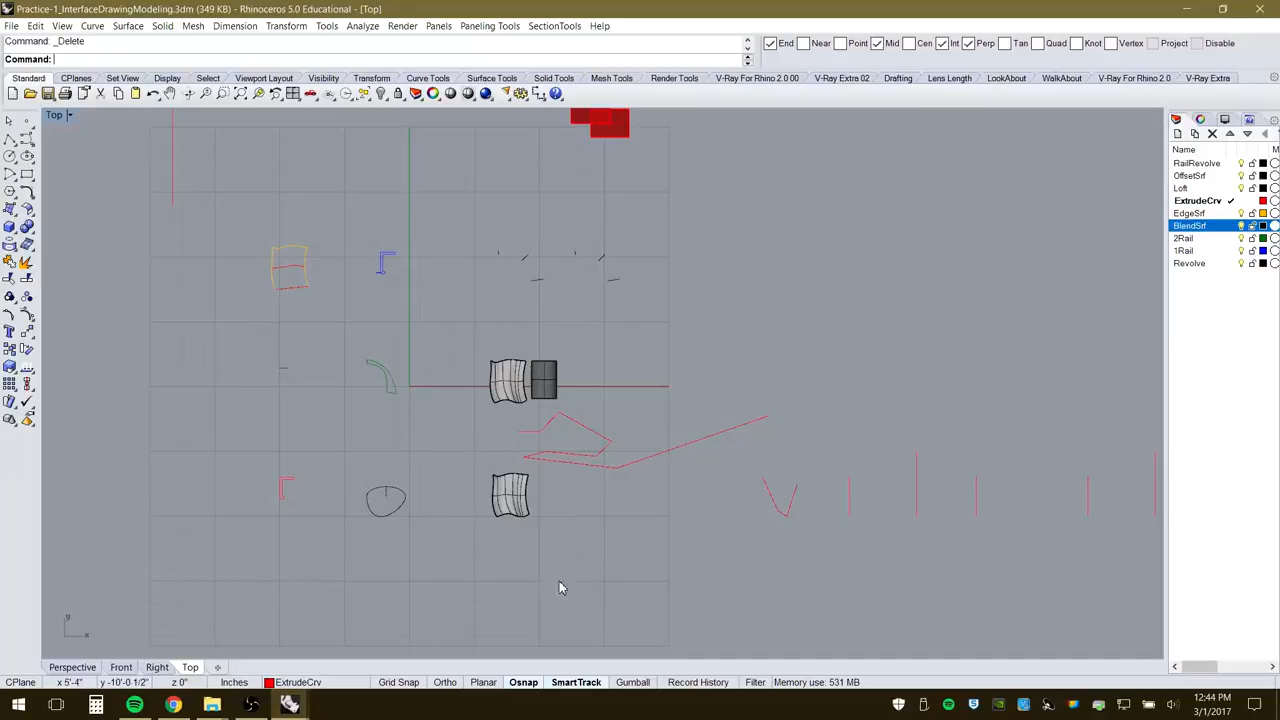 Practice-1_InterfaceDrawingModeling.3dm (349 KB) - Rhinoceros 5.0 Educational - [Top]
File Edit View Curve Surface Solid Mesh Dimension Transform Tools Analyze Render Panels Paneling Tools SectionTools Help
Command: _Delete
Command:
End Near Point Mid Cen Int Perp Tan Quad Knot Vertex Project Disable
Standard CPlanes Set View Display Select Viewport Layout Visibility Transform Curve Tools Surface Tools Solid Tools Mesh Tools Render Tools V-Ray For Rhino 2.0 00 V-Ray Extra 02 Drafting Lens Length LookAbout WalkAbout V-Ray For Rhino 2.0 V-Ray Extra
Top
Name M
RailRevolve
OffsetSrf
Loft
ExtrudeCrv
EdgeSrf
BlendSrf
2Rail
1Rail
Revolve
y
x
Perspective Front Right Top
CPlane x 5'-4" y -10'-0 1/2" z 0" Inches ExtrudeCrv Grid Snap Ortho Planar Osnap SmartTrack Gumball Record History Filter Memory use: 531 MB
12:44 PM
3/1/2017